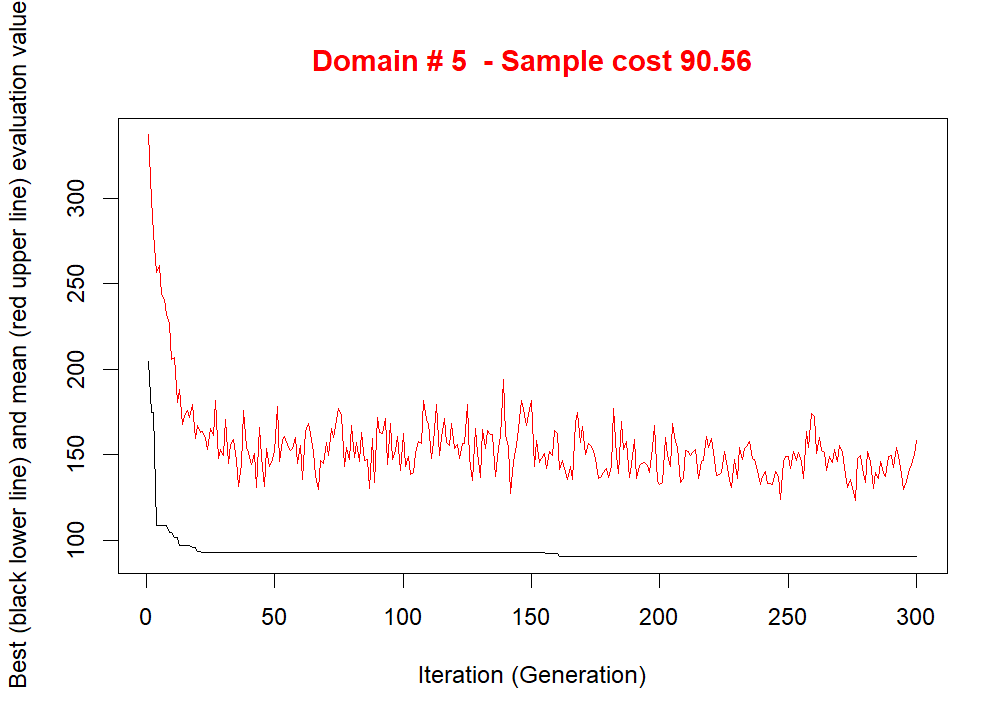 Domain # 5  - Sample cost 90.56
Best (black lower line) and mean (red upper line) evaluation value
300
250
200
150
100
0 50 100 150 200 250 300
Iteration (Generation)